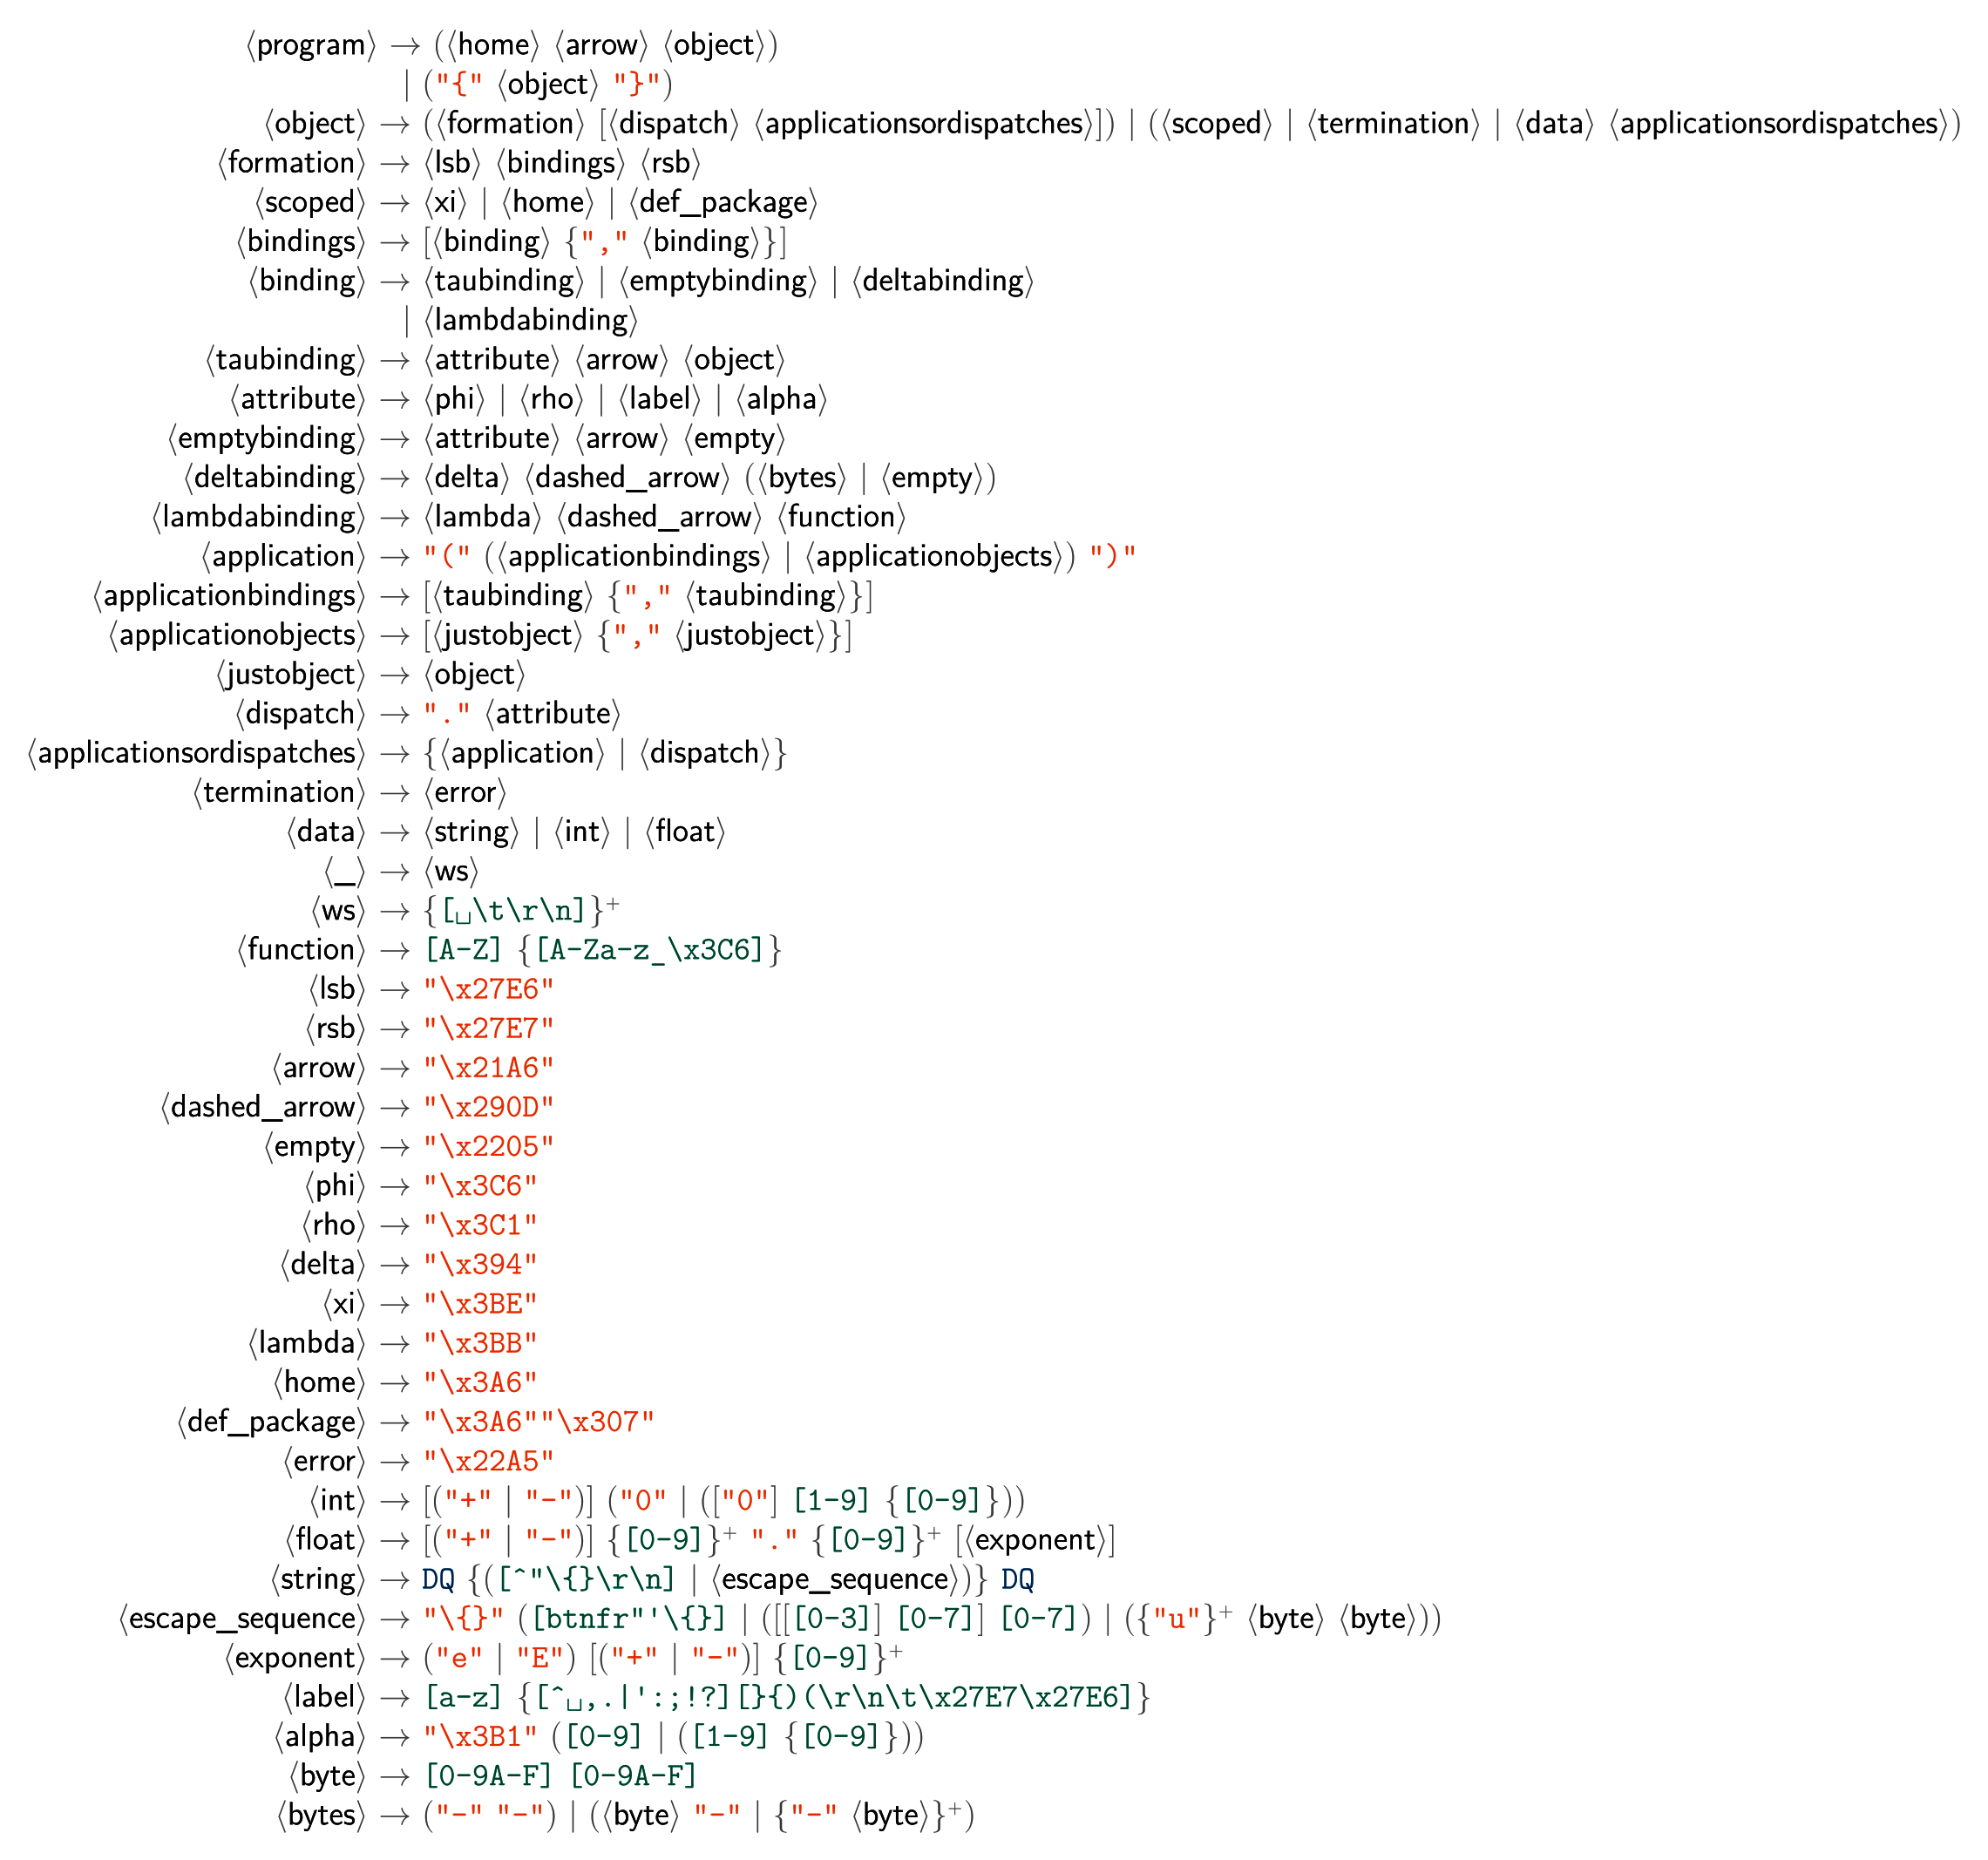 ⟨program⟩ → (⟨home⟩ ⟨arrow⟩ ⟨object⟩)
| ("{" ⟨object⟩ "}")
⟨object⟩ → (⟨formation⟩ [⟨dispatch⟩ ⟨applicationsordispatches⟩]) | (⟨scoped⟩ | ⟨termination⟩ | ⟨data⟩ ⟨applicationsordispatches⟩)
⟨formation⟩ → ⟨lsb⟩ ⟨bindings⟩ ⟨rsb⟩
⟨scoped⟩ → ⟨xi⟩ | ⟨home⟩ | ⟨def_package⟩
⟨bindings⟩ → [⟨binding⟩ {"," ⟨binding⟩}]
⟨binding⟩ → ⟨taubinding⟩ | ⟨emptybinding⟩ | ⟨deltabinding⟩
| ⟨lambdabinding⟩
⟨taubinding⟩ → ⟨attribute⟩ ⟨arrow⟩ ⟨object⟩
⟨attribute⟩ → ⟨phi⟩ | ⟨rho⟩ | ⟨label⟩ | ⟨alpha⟩
⟨emptybinding⟩ → ⟨attribute⟩ ⟨arrow⟩ ⟨empty⟩
⟨deltabinding⟩ → ⟨delta⟩ ⟨dashed_arrow⟩ (⟨bytes⟩ | ⟨empty⟩)
⟨lambdabinding⟩ → ⟨lambda⟩ ⟨dashed_arrow⟩ ⟨function⟩
⟨application⟩ → "(" (⟨applicationbindings⟩ | ⟨applicationobjects⟩) ")"
⟨applicationbindings⟩ → [⟨taubinding⟩ {"," ⟨taubinding⟩}]
⟨applicationobjects⟩ → [⟨justobject⟩ {"," ⟨justobject⟩}]
⟨justobject⟩ → ⟨object⟩
⟨dispatch⟩ → "." ⟨attribute⟩
⟨applicationsordispatches⟩ → {⟨application⟩ | ⟨dispatch⟩}
⟨termination⟩ → ⟨error⟩
⟨data⟩ → ⟨string⟩ | ⟨int⟩ | ⟨float⟩
⟨_⟩ → ⟨ws⟩
⟨ws⟩ → {[␣\t\r\n]}⁺
⟨function⟩ → [A-Z] {[A-Za-z_\x3C6]}
⟨lsb⟩ → "\x27E6"
⟨rsb⟩ → "\x27E7"
⟨arrow⟩ → "\x21A6"
⟨dashed_arrow⟩ → "\x290D"
⟨empty⟩ → "\x2205"
⟨phi⟩ → "\x3C6"
⟨rho⟩ → "\x3C1"
⟨delta⟩ → "\x394"
⟨xi⟩ → "\x3BE"
⟨lambda⟩ → "\x3BB"
⟨home⟩ → "\x3A6"
⟨def_package⟩ → "\x3A6""\x307"
⟨error⟩ → "\x22A5"
⟨int⟩ → [("+" | "-")] ("0" | (["0"] [1-9] {[0-9]}))
⟨float⟩ → [("+" | "-")] {[0-9]}⁺ "." {[0-9]}⁺ [⟨exponent⟩]
⟨string⟩ → DQ {([^"\{}\r\n] | ⟨escape_sequence⟩)} DQ
⟨escape_sequence⟩ → "\{}" ([btnfr"'\{}] | ([[[0-3]] [0-7]] [0-7]) | ({"u"}⁺ ⟨byte⟩ ⟨byte⟩))
⟨exponent⟩ → ("e" | "E") [("+" | "-")] {[0-9]}⁺
⟨label⟩ → [a-z] {[^␣,.|':;!?][}{)(\r\n\t\x27E7\x27E6]}
⟨alpha⟩ → "\x3B1" ([0-9] | ([1-9] {[0-9]}))
⟨byte⟩ → [0-9A-F] [0-9A-F]
⟨bytes⟩ → ("-" "-") | (⟨byte⟩ "-" | {"-" ⟨byte⟩}⁺)